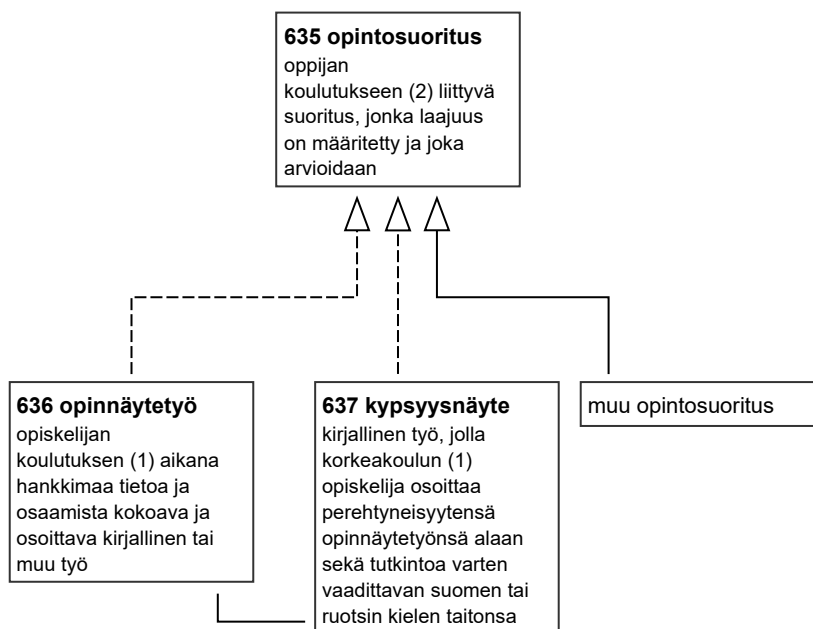 635 opintosuoritus
oppijan
koulutukseen (2) liittyvä
suoritus, jonka laajuus
on määritetty ja joka
arvioidaan
636 opinnäytetyö
opiskelijan
koulutuksen (1) aikana
hankkimaa tietoa ja
osaamista kokoava ja
osoittava kirjallinen tai
muu työ
637 kypsyysnäyte
kirjallinen työ, jolla
korkeakoulun (1)
opiskelija osoittaa
perehtyneisyytensä
opinnäytetyönsä alaan
sekä tutkintoa varten
vaadittavan suomen tai
ruotsin kielen taitonsa
muu opintosuoritus